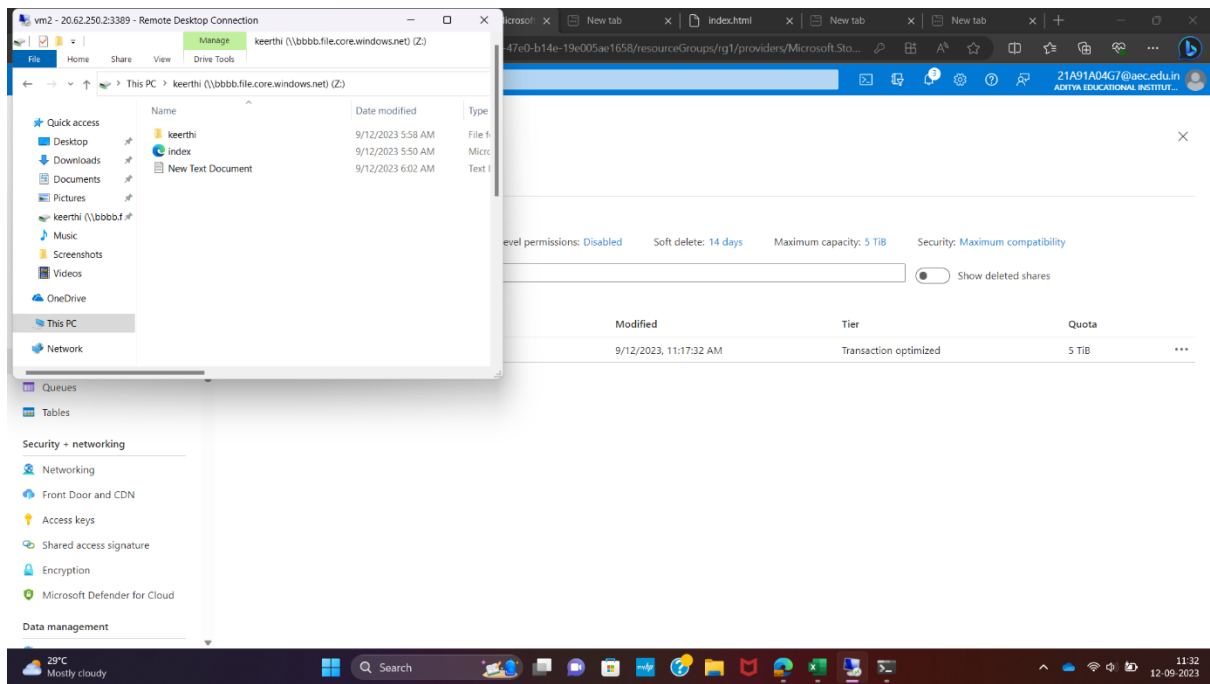 vm2 - 20.62.250.2:3389 - Remote Desktop Connection
Manage
keerthi (\\bbbb.file.core.windows.net) (Z:)
File
Home
Share
View
Drive Tools
This PC > keerthi (\\bbbb.file.core.windows.net) (Z:)
Name
Date modified
Type
Quick access
Desktop
Downloads
Documents
Pictures
keerthi (\\bbbb.f
Music
Screenshots
Videos
OneDrive
This PC
Network
keerthi 9/12/2023 5:58 AM File f
index 9/12/2023 5:50 AM Micro
New Text Document 9/12/2023 6:02 AM Text
icrosoft
New tab
index.html
New tab
New tab
-47e0-b14e-19e005ae1658/resourceGroups/rg1/providers/Microsoft.Sto...
3
21A91A04G7@aec.edu.in
ADITYA EDUCATIONAL INSTITUT...
evel permissions: Disabled
Soft delete: 14 days
Maximum capacity: 5 TiB
Security: Maximum compatibility
Show deleted shares
Modified
Tier
Quota
9/12/2023, 11:17:32 AM
Transaction optimized
5 TiB
Queues
Tables
Security + networking
Networking
Front Door and CDN
Access keys
Shared access signature
Encryption
Microsoft Defender for Cloud
Data management
29°C
Mostly cloudy
Search
11:32
12-09-2023